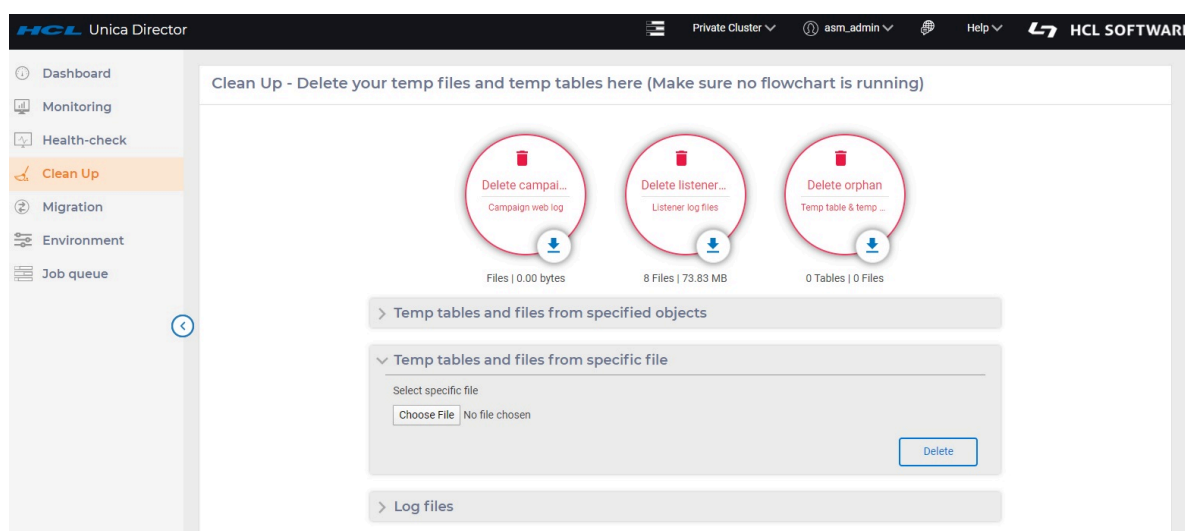 HCL Unica Director
Private Cluster
asm_admin
Help
HCL SOFTWARE
Dashboard
Monitoring
Health-check
Clean Up
Migration
Environment
Job queue
Clean Up - Delete your temp files and temp tables here (Make sure no flowchart is running)
Delete campai...
Campaign web log
Files | 0.00 bytes
Delete listener...
Listener log files
8 Files | 73.83 MB
Delete orphan
Temp table & temp ...
0 Tables | 0 Files
Temp tables and files from specified objects
Temp tables and files from specific file
Select specific file
Choose File No file chosen
Delete
Log files